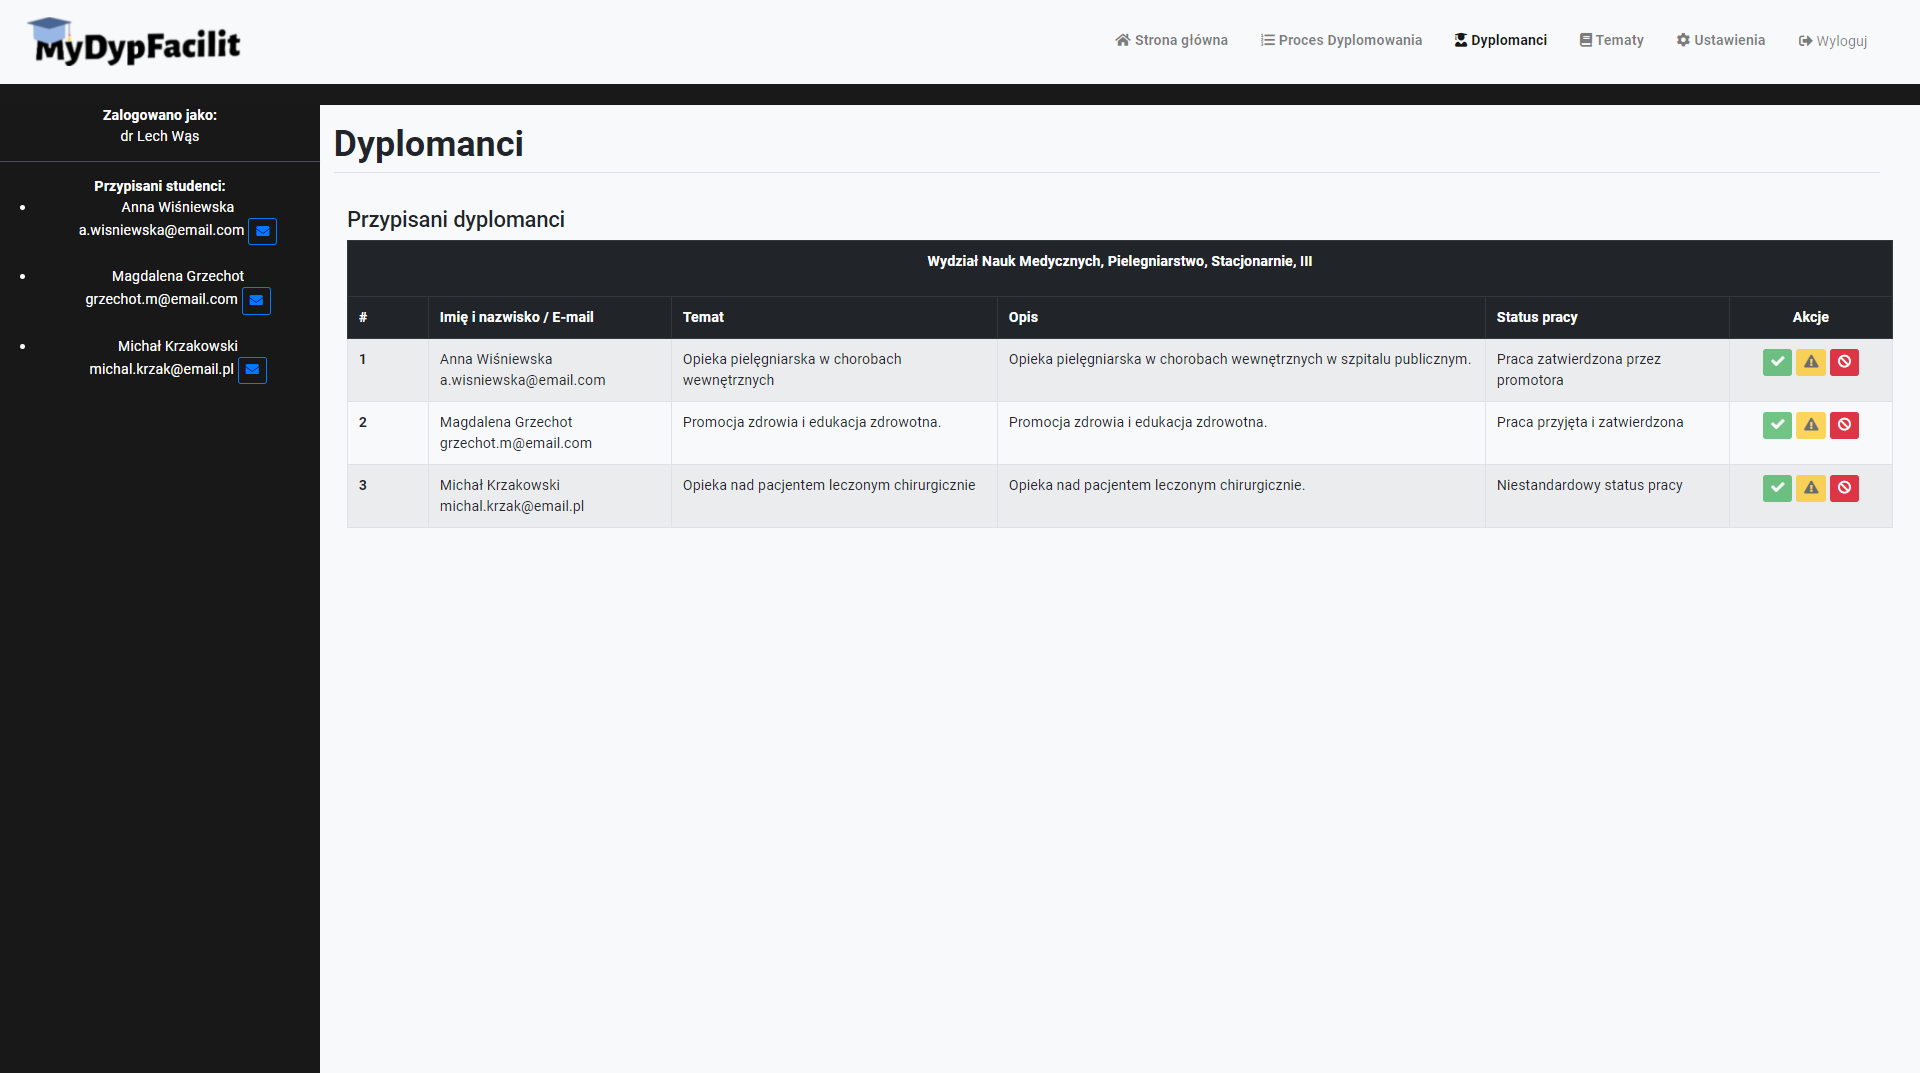 MyDypFacilit
Strona główna
Proces Dyplomowania
Dyplomanci
Tematy
Ustawienia
Wyloguj
Zalogowano jako:
dr Lech Wąs
Przypisani studenci:
Anna Wiśniewska
a.wisniewska@email.com
Magdalena Grzechot
grzechot.m@email.com
Michał Krzakowski
michal.krzak@email.pl
Dyplomanci
Przypisani dyplomanci
Wydział Nauk Medycznych, Pielegniarstwo, Stacjonarnie, III
# Imię i nazwisko / E-mail Temat Opis Status pracy Akcje
1 Anna Wiśniewska Opieka pielęgniarska w chorobach Opieka pielęgniarska w chorobach wewnętrznych w szpitalu publicznym. Praca zatwierdzona przez
a.wisniewska@email.com wewnętrznych promotora
2 Magdalena Grzechot Promocja zdrowia i edukacja zdrowotna. Promocja zdrowia i edukacja zdrowotna. Praca przyjęta i zatwierdzona
grzechot.m@email.com
3 Michał Krzakowski Opieka nad pacjentem leczonym chirurgicznie Opieka nad pacjentem leczonym chirurgicznie. Niestandardowy status pracy
michal.krzak@email.pl